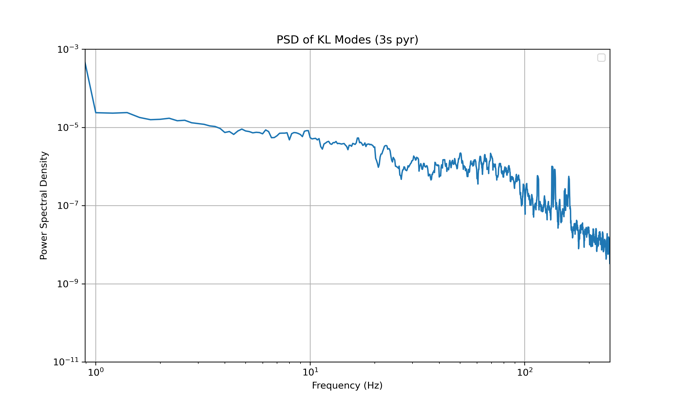 PSD of KL Modes (3s pyr)
10⁻³
10⁻⁵
10⁻⁷
10⁻⁹
10⁻¹¹
Power Spectral Density
10⁰ 10¹ 10²
Frequency (Hz)